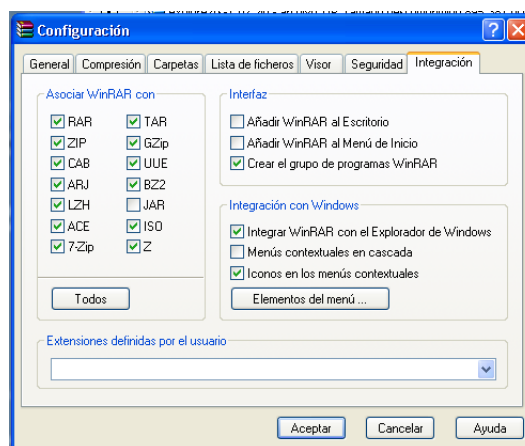 Configuración
General Compresión Carpetas Lista de ficheros Visor Seguridad Integración
Asociar WinRAR con
RAR TAR
ZIP GZip
CAB UUE
ARJ BZ2
LZH JAR
ACE ISO
7-Zip Z
Todos
Interfaz
Añadir WinRAR al Escritorio
Añadir WinRAR al Menú de Inicio
Crear el grupo de programas WinRAR
Integración con Windows
Integrar WinRAR con el Explorador de Windows
Menús contextuales en cascada
Iconos en los menús contextuales
Elementos del menú ...
Extensiones definidas por el usuario
Aceptar Cancelar Ayuda